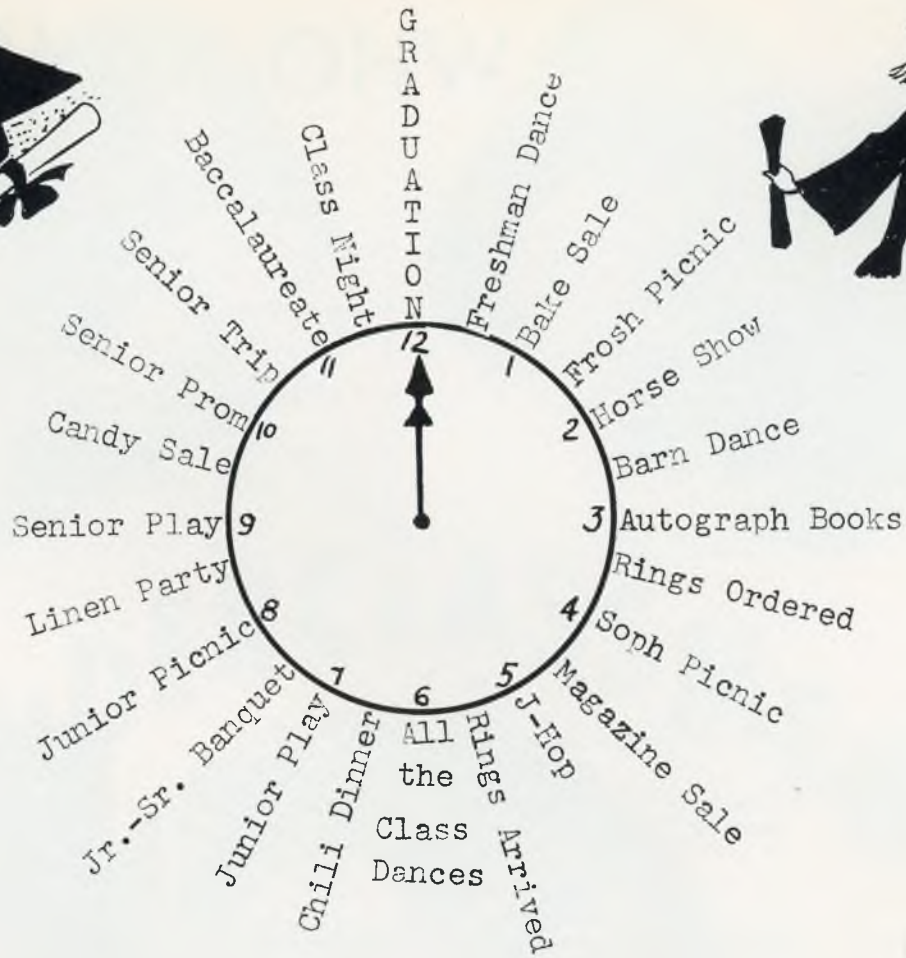 GRADUATION
Freshman Dance
Bake Sale
Frosh Picnic
Horse Show
Barn Dance
Autograph Books
Rings Ordered
Soph Picnic
Magazine Sale
J-Hop
Rings Arrived
All
the
Class
Dances
Chili Dinner
Junior Play
Jr.-Sr. Banquet
Junior Picnic
Linen Party
Senior Play
Candy Sale
Senior Prom
Senior Trip
Baccalaureate
Class Night
12
1
2
3
4
5
6
7
8
9
10
11